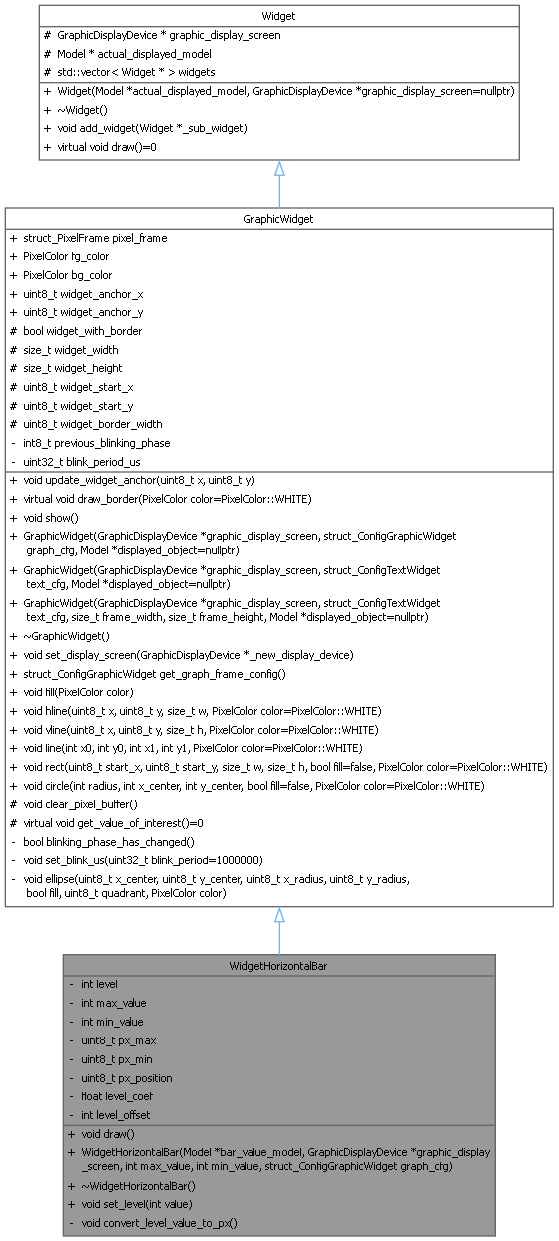 Widget
# GraphicDisplayDevice * graphic_display_screen
# Model * actual_displayed_model
# std::vector< Widget * > widgets
+ Widget(Model *actual_displayed_model, GraphicDisplayDevice *graphic_display_screen=nullptr)
+ ~Widget()
+ void add_widget(Widget *_sub_widget)
+ virtual void draw()=0
GraphicWidget
+ struct_PixelFrame pixel_frame
+ PixelColor fg_color
+ PixelColor bg_color
+ uint8_t widget_anchor_x
+ uint8_t widget_anchor_y
# bool widget_with_border
# size_t widget_width
# size_t widget_height
# uint8_t widget_start_x
# uint8_t widget_start_y
# uint8_t widget_border_width
- int8_t previous_blinking_phase
- uint32_t blink_period_us
+ void update_widget_anchor(uint8_t x, uint8_t y)
+ virtual void draw_border(PixelColor color=PixelColor::WHITE)
+ void show()
+ GraphicWidget(GraphicDisplayDevice *graphic_display_screen, struct_ConfigGraphicWidget
graph_cfg, Model *displayed_object=nullptr)
+ GraphicWidget(GraphicDisplayDevice *graphic_display_screen, struct_ConfigTextWidget
text_cfg, Model *displayed_object=nullptr)
+ GraphicWidget(GraphicDisplayDevice *graphic_display_screen, struct_ConfigTextWidget
text_cfg, size_t frame_width, size_t frame_height, Model *displayed_object=nullptr)
+ ~GraphicWidget()
+ void set_display_screen(GraphicDisplayDevice *_new_display_device)
+ struct_ConfigGraphicWidget get_graph_frame_config()
+ void fill(PixelColor color)
+ void hline(uint8_t x, uint8_t y, size_t w, PixelColor color=PixelColor::WHITE)
+ void vline(uint8_t x, uint8_t y, size_t h, PixelColor color=PixelColor::WHITE)
+ void line(int x0, int y0, int x1, int y1, PixelColor color=PixelColor::WHITE)
+ void rect(uint8_t start_x, uint8_t start_y, size_t w, size_t h, bool fill=false, PixelColor color=PixelColor::WHITE)
+ void circle(int radius, int x_center, int y_center, bool fill=false, PixelColor color=PixelColor::WHITE)
# void clear_pixel_buffer()
# virtual void get_value_of_interest()=0
- bool blinking_phase_has_changed()
- void set_blink_us(uint32_t blink_period=1000000)
- void ellipse(uint8_t x_center, uint8_t y_center, uint8_t x_radius, uint8_t y_radius,
bool fill, uint8_t quadrant, PixelColor color)
WidgetHorizontalBar
- int level
- int max_value
- int min_value
- uint8_t px_max
- uint8_t px_min
- uint8_t px_position
- float level_coef
- int level_offset
+ void draw()
+ WidgetHorizontalBar(Model *bar_value_model, GraphicDisplayDevice *graphic_display
_screen, int max_value, int min_value, struct_ConfigGraphicWidget graph_cfg)
+ ~WidgetHorizontalBar()
+ void set_level(int value)
- void convert_level_value_to_px()